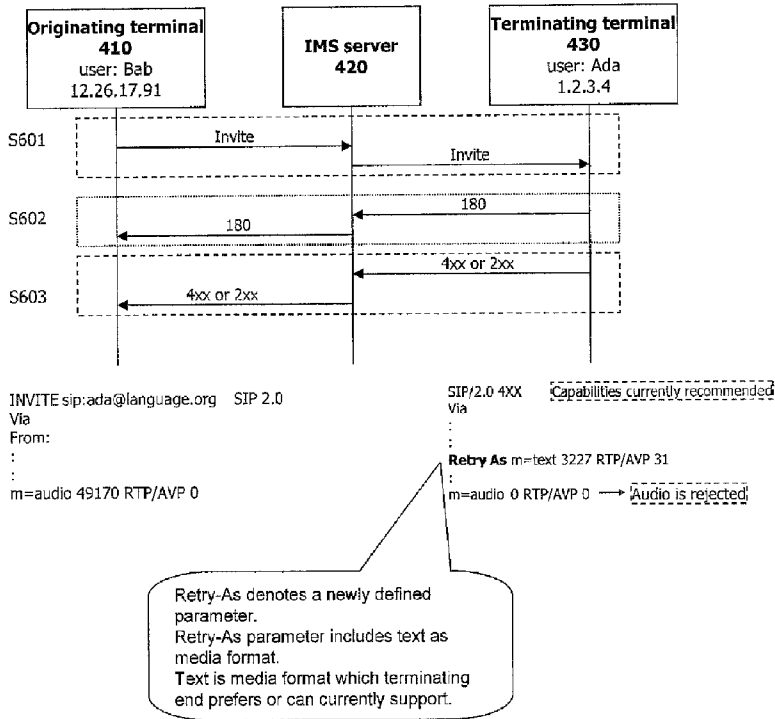 Originating terminal
410
user: Bab
12.26.17.91
IMS server
420
Terminating terminal
430
user: Ada
1.2.3.4
S601
Invite
Invite
S602
180
180
S603
4xx or 2xx
4xx or 2xx
INVITE sip:ada@language.org SIP 2.0
Via
From:
:
:
m=audio 49170 RTP/AVP 0
SIP/2.0 4XX Capabilities currently recommended
Via
:
:
Retry As m=text 3227 RTP/AVP 31
:
m=audio 0 RTP/AVP 0 Audio is rejected
Retry-As denotes a newly defined
parameter.
Retry-As parameter includes text as
media format.
Text is media format which terminating
end prefers or can currently support.